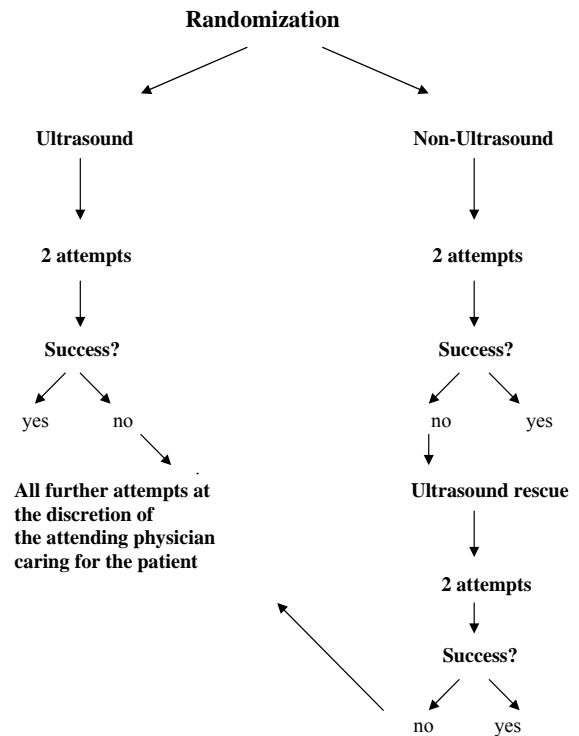 Randomization
Ultrasound
Non-Ultrasound
2 attempts
2 attempts
Success?
Success?
yes
no
no
yes
All further attempts at
the discretion of
the attending physician
caring for the patient
Ultrasound rescue
2 attempts
Success?
no
yes